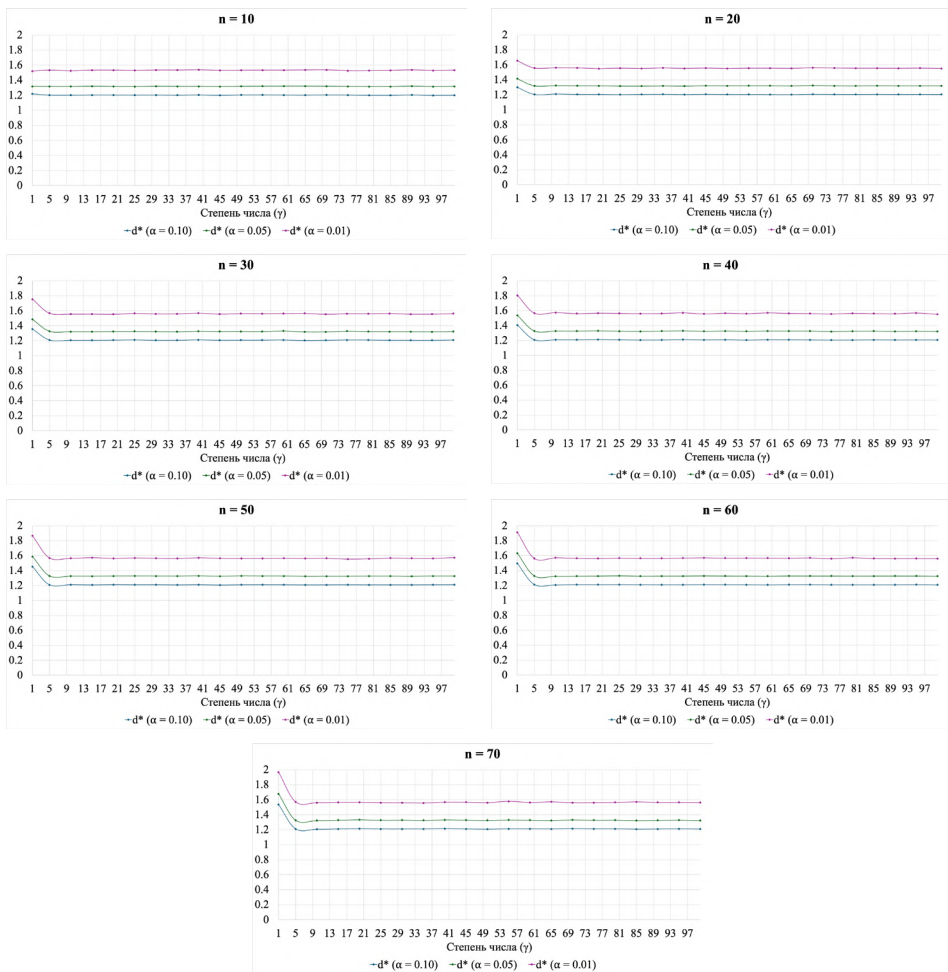 n = 10
2
1.8
1.6
1.4
1.2
1
0.8
0.6
0.4
0.2
0
1 5 9 13 17 21 25 29 33 37 41 45 49 53 57 61 65 69 73 77 81 85 89 93 97
Степень числа (γ)
d* (α = 0.10) d* (α = 0.05) d* (α = 0.01)
n = 20
2
1.8
1.6
1.4
1.2
1
0.8
0.6
0.4
0.2
0
1 5 9 13 17 21 25 29 33 37 41 45 49 53 57 61 65 69 73 77 81 85 89 93 97
Степень числа (γ)
d* (α = 0.10) d* (α = 0.05) d* (α = 0.01)
n = 30
2
1.8
1.6
1.4
1.2
1
0.8
0.6
0.4
0.2
0
1 5 9 13 17 21 25 29 33 37 41 45 49 53 57 61 65 69 73 77 81 85 89 93 97
Степень числа (γ)
d* (α = 0.10) d* (α = 0.05) d* (α = 0.01)
n = 40
2
1.8
1.6
1.4
1.2
1
0.8
0.6
0.4
0.2
0
1 5 9 13 17 21 25 29 33 37 41 45 49 53 57 61 65 69 73 77 81 85 89 93 97
Степень числа (γ)
d* (α = 0.10) d* (α = 0.05) d* (α = 0.01)
n = 50
2
1.8
1.6
1.4
1.2
1
0.8
0.6
0.4
0.2
0
1 5 9 13 17 21 25 29 33 37 41 45 49 53 57 61 65 69 73 77 81 85 89 93 97
Степень числа (γ)
d* (α = 0.10) d* (α = 0.05) d* (α = 0.01)
n = 60
2
1.8
1.6
1.4
1.2
1
0.8
0.6
0.4
0.2
0
1 5 9 13 17 21 25 29 33 37 41 45 49 53 57 61 65 69 73 77 81 85 89 93 97
Степень числа (γ)
d* (α = 0.10) d* (α = 0.05) d* (α = 0.01)
n = 70
2
1.8
1.6
1.4
1.2
1
0.8
0.6
0.4
0.2
0
1 5 9 13 17 21 25 29 33 37 41 45 49 53 57 61 65 69 73 77 81 85 89 93 97
Степень числа (γ)
d* (α = 0.10) d* (α = 0.05) d* (α = 0.01)